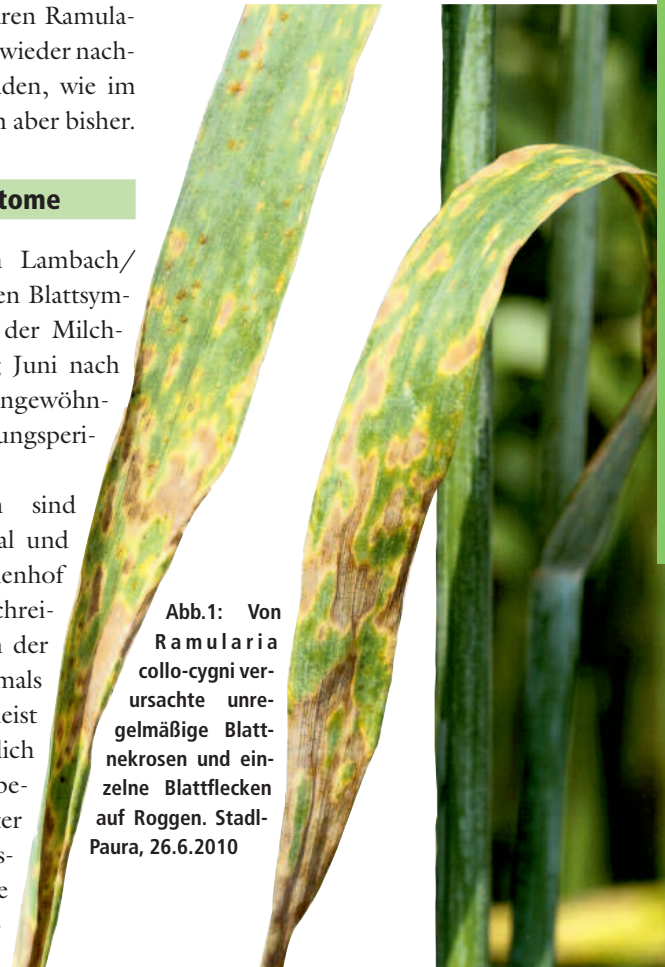 ren Ramula-
wieder nach-
den, wie im
n aber bisher.
tome
Lambach/
en Blattsym-
der Milch-
Juni nach
ngewöhn-
ungsperi-
sind
al und
enhof
chrei-
der
mals
eist
lich
be-
er
s-
e
Abb.1: Von
Ramularia
collo-cygni ver-
ursachte unre-
gelmäßige Blatt-
nekrosen und ein-
zelne Blattflecken
auf Roggen. Stadl-
Paura, 26.6.2010